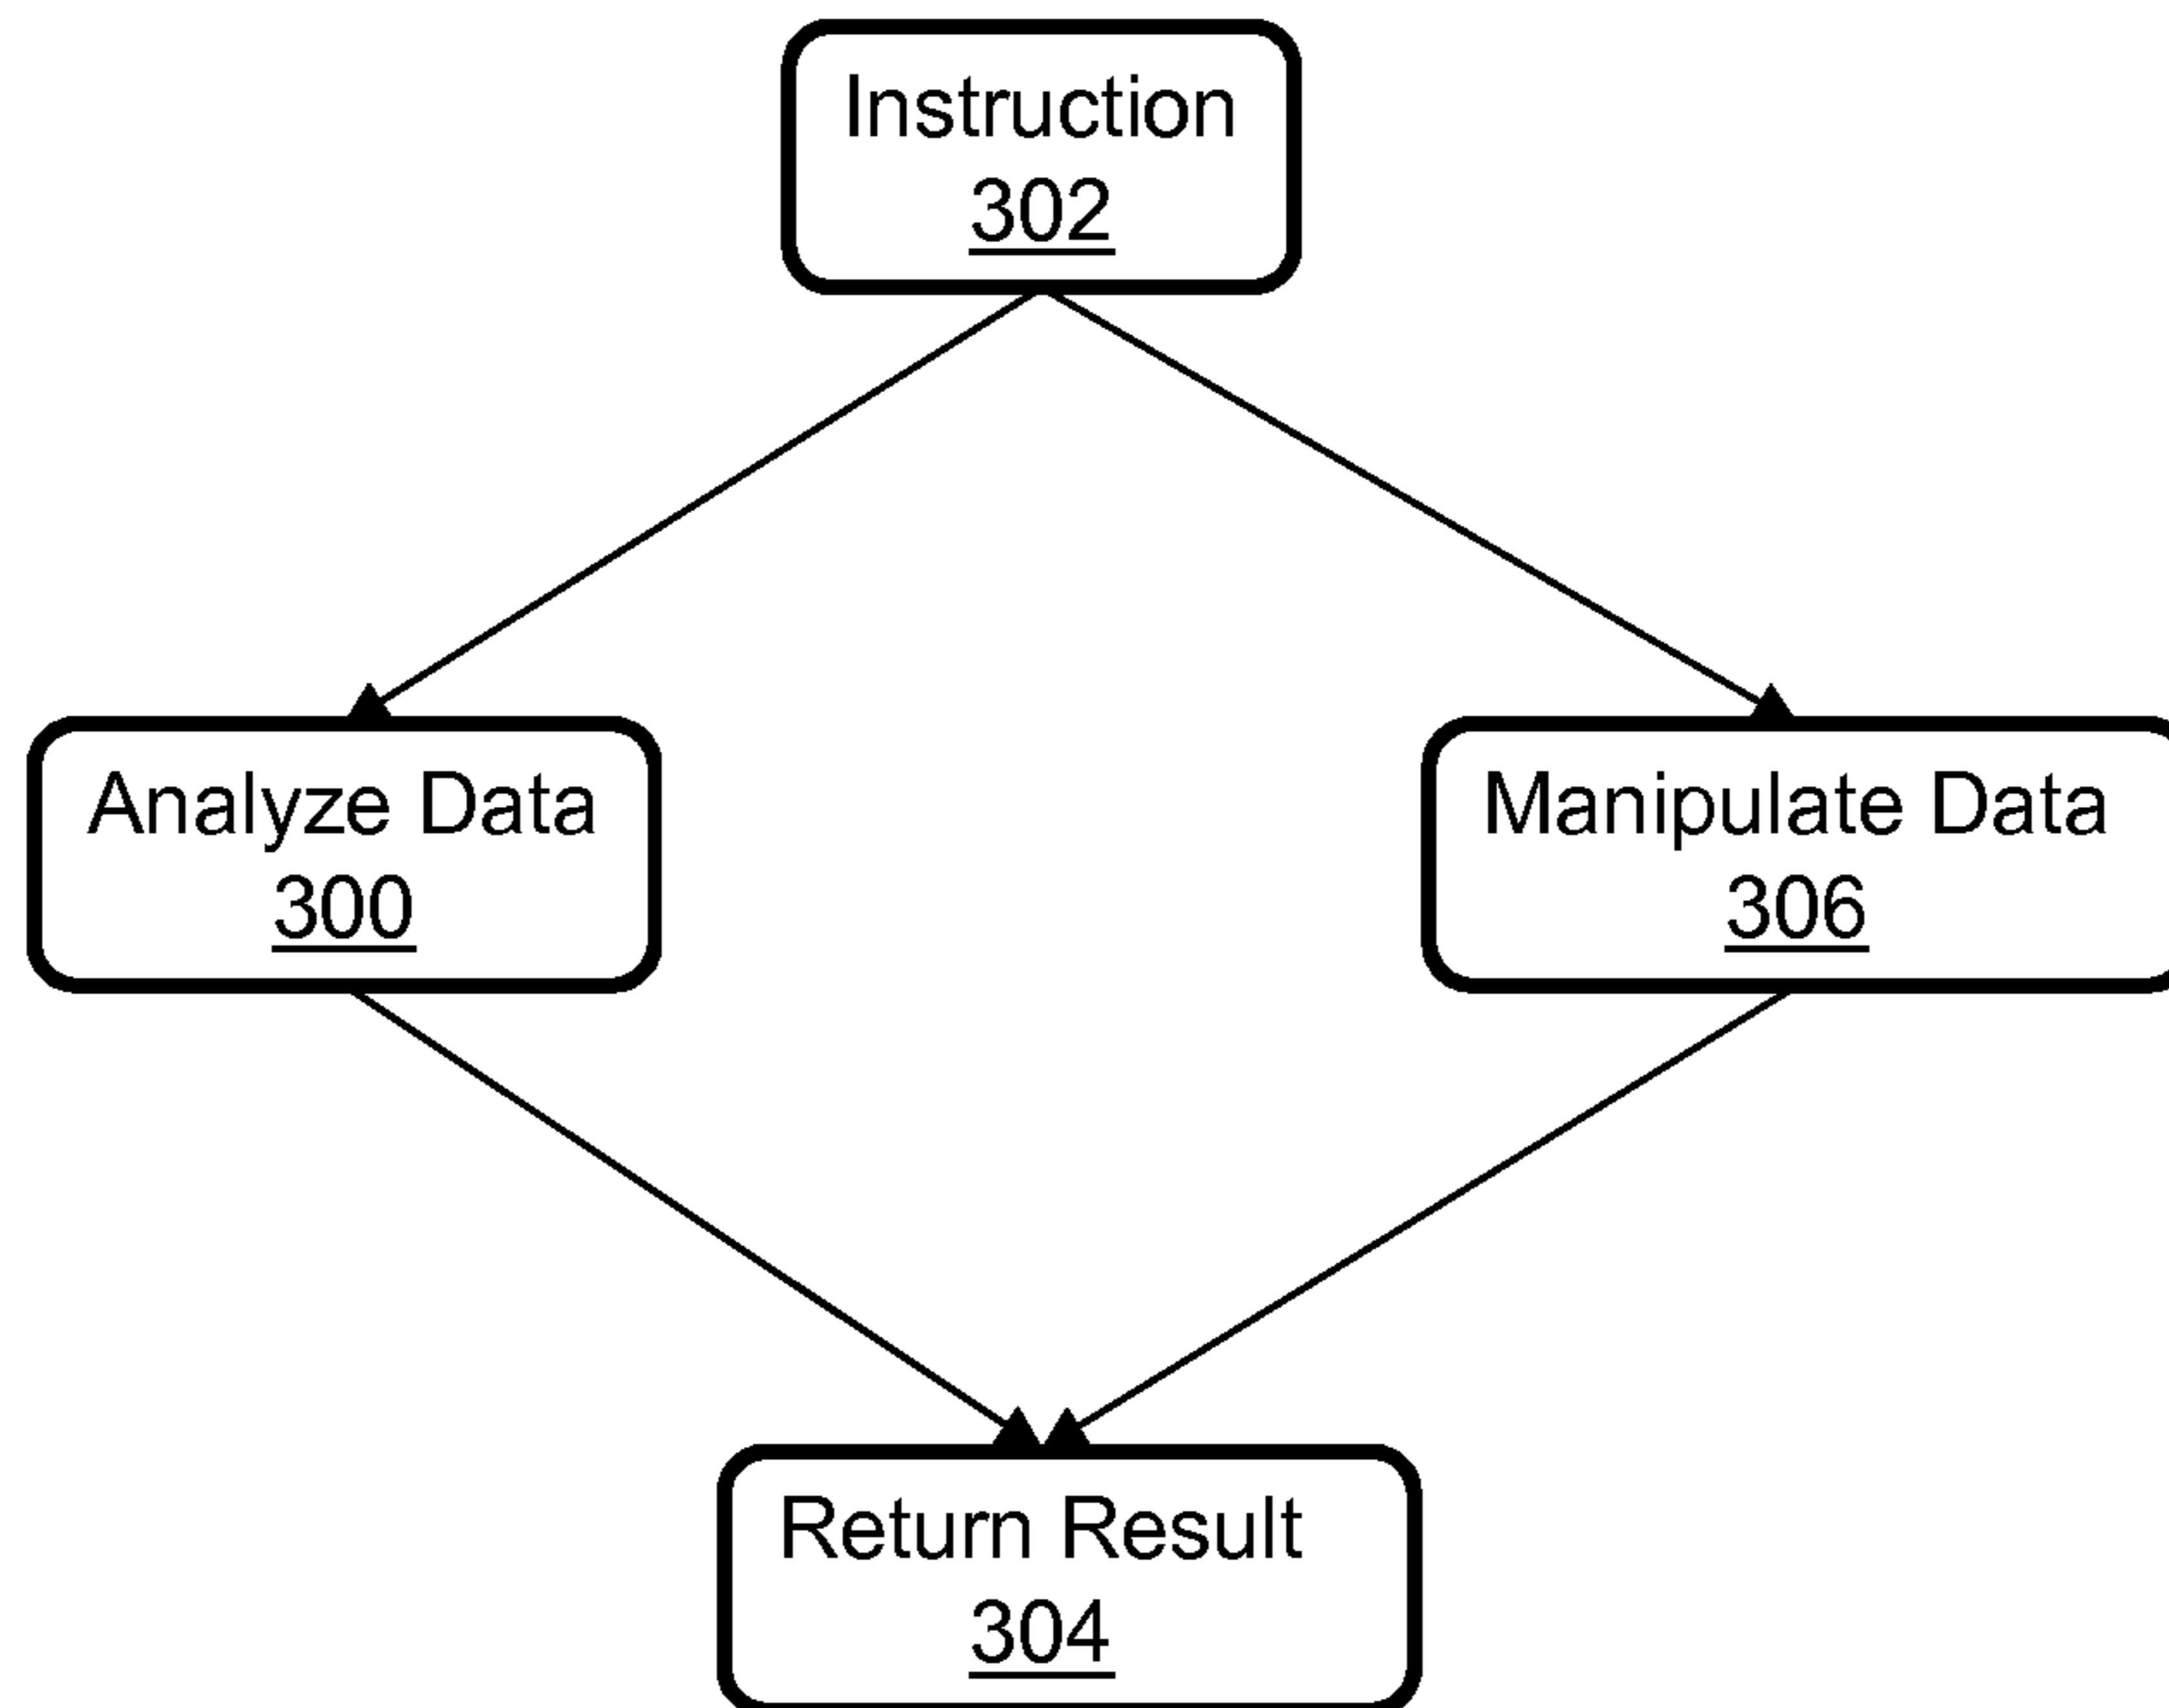 Instruction
302
Analyze Data
300
Manipulate Data
306
Return Result
304